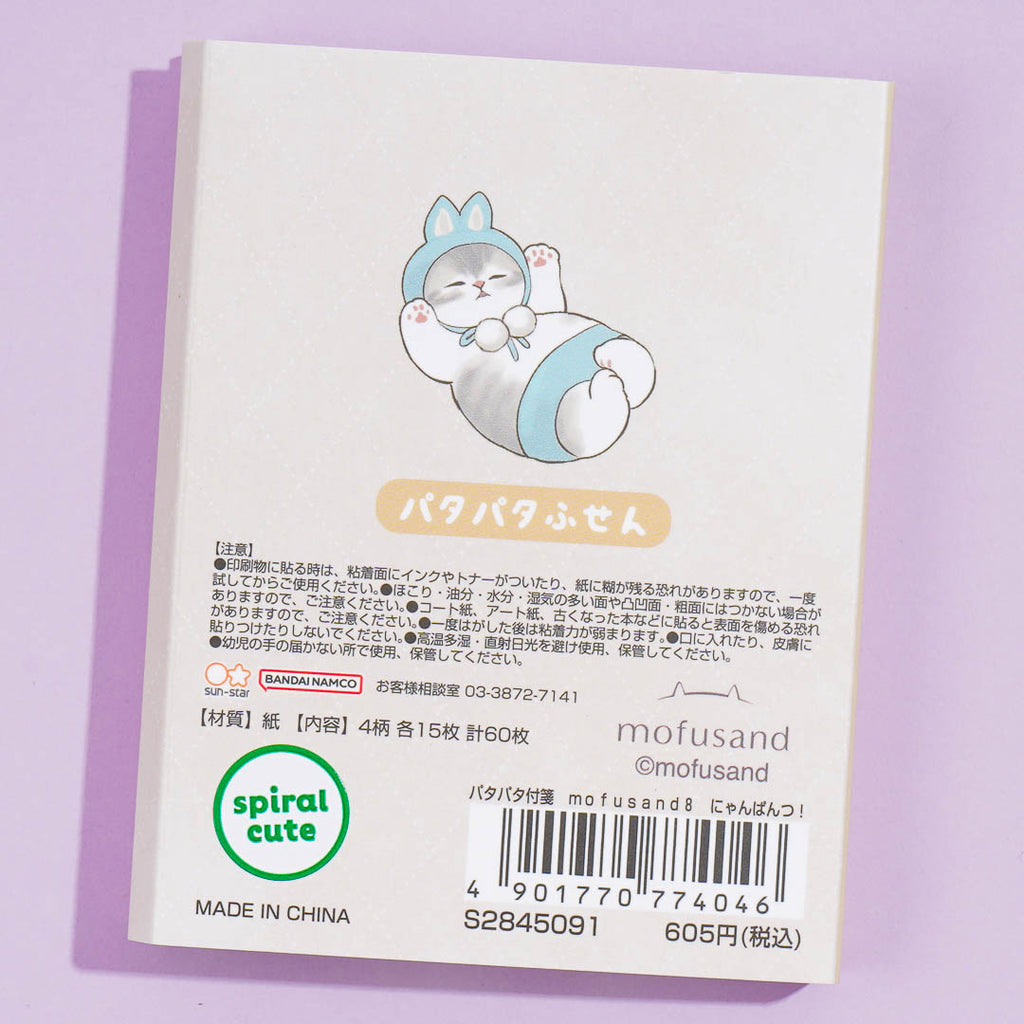 パタパタふせん
【注意】
●印刷物に貼る時は、粘着面にインクやトナーがついたり、紙に糊が残る恐れがありますので、一度
試してからご使用ください。●ほこり・油分・水分・湿気の多い面や凸凹面・粗面にはつかない場合が
ありますので、ご注意ください。●コート紙、アート紙、古くなった本などに貼ると表面を傷める恐れ
がありますので、ご注意ください。●一度はがした後は粘着力が弱まります。●口に入れたり、皮膚に
貼りつけたりしないでください。●高温多湿・直射日光を避け使用、保管してください。
●幼児の手の届かない所で使用、保管してください。
sun-star BANDAI NAMCO お客様相談室 03-3872-7141
【材質】紙 【内容】4柄 各15枚 計60枚
mofusand
©mofusand
spiral
cute
パタパタ付箋 mofusand8 にゃんぱんつ！
4 901770 774046
S2845091 605円(税込)
MADE IN CHINA